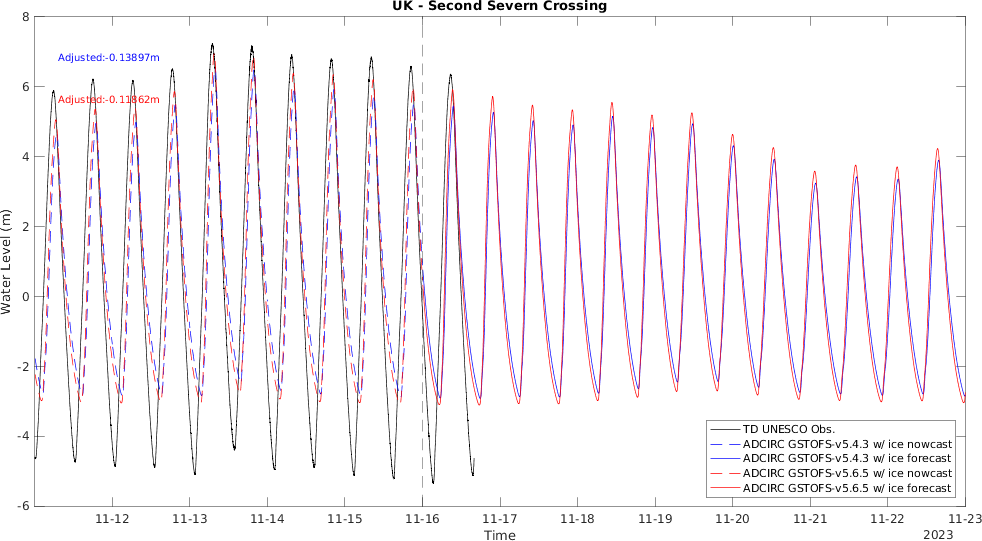 UK - Second Severn Crossing
8
6
4
2
0
-2
-4
-6
Water Level (m)
Adjusted:-0.13897m
Adjusted:-0.11862m
TD UNESCO Obs.
ADCIRC GSTOFS-v5.4.3 w/ ice nowcast
ADCIRC GSTOFS-v5.4.3 w/ ice forecast
ADCIRC GSTOFS-v5.6.5 w/ ice nowcast
ADCIRC GSTOFS-v5.6.5 w/ ice forecast
11-12 11-13 11-14 11-15 11-16 11-17 11-18 11-19 11-20 11-21 11-22 11-23
Time 2023